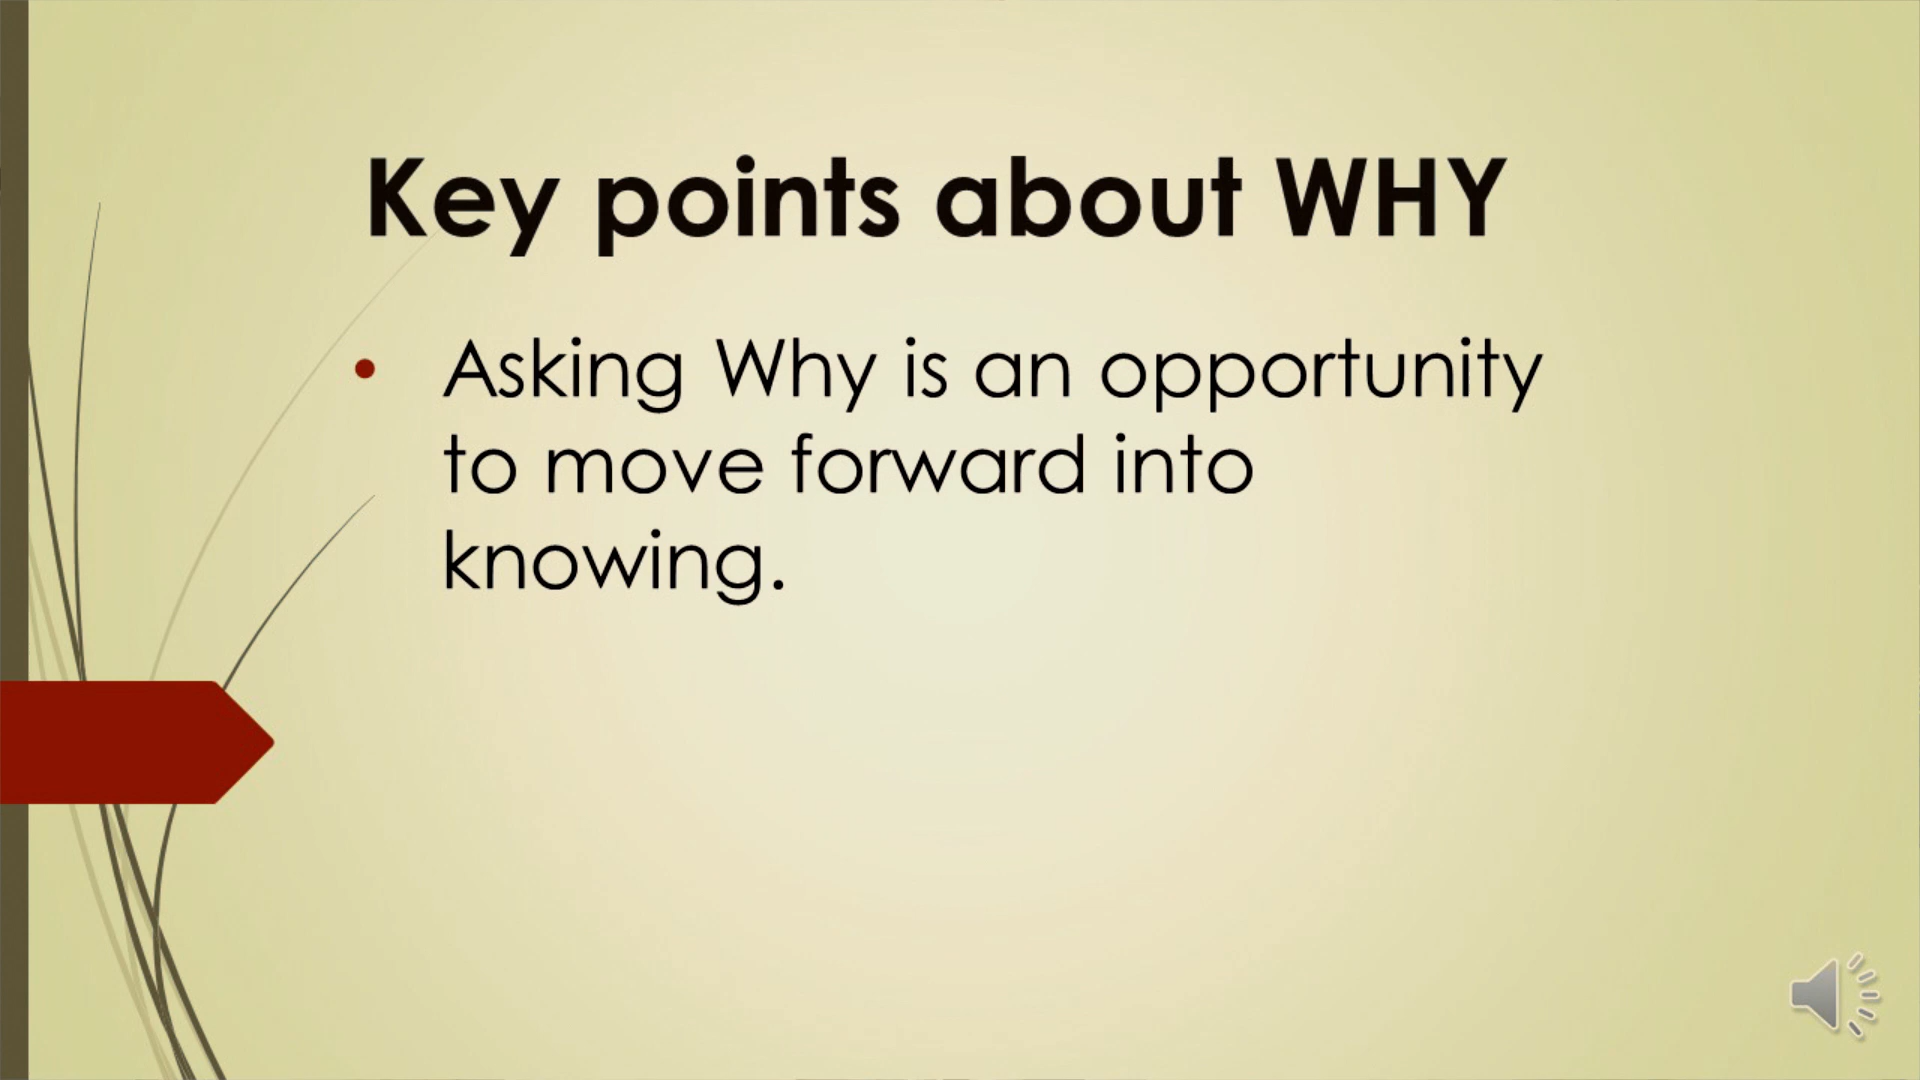 Key points about WHY
• Asking Why is an opportunity
to move forward into
knowing.